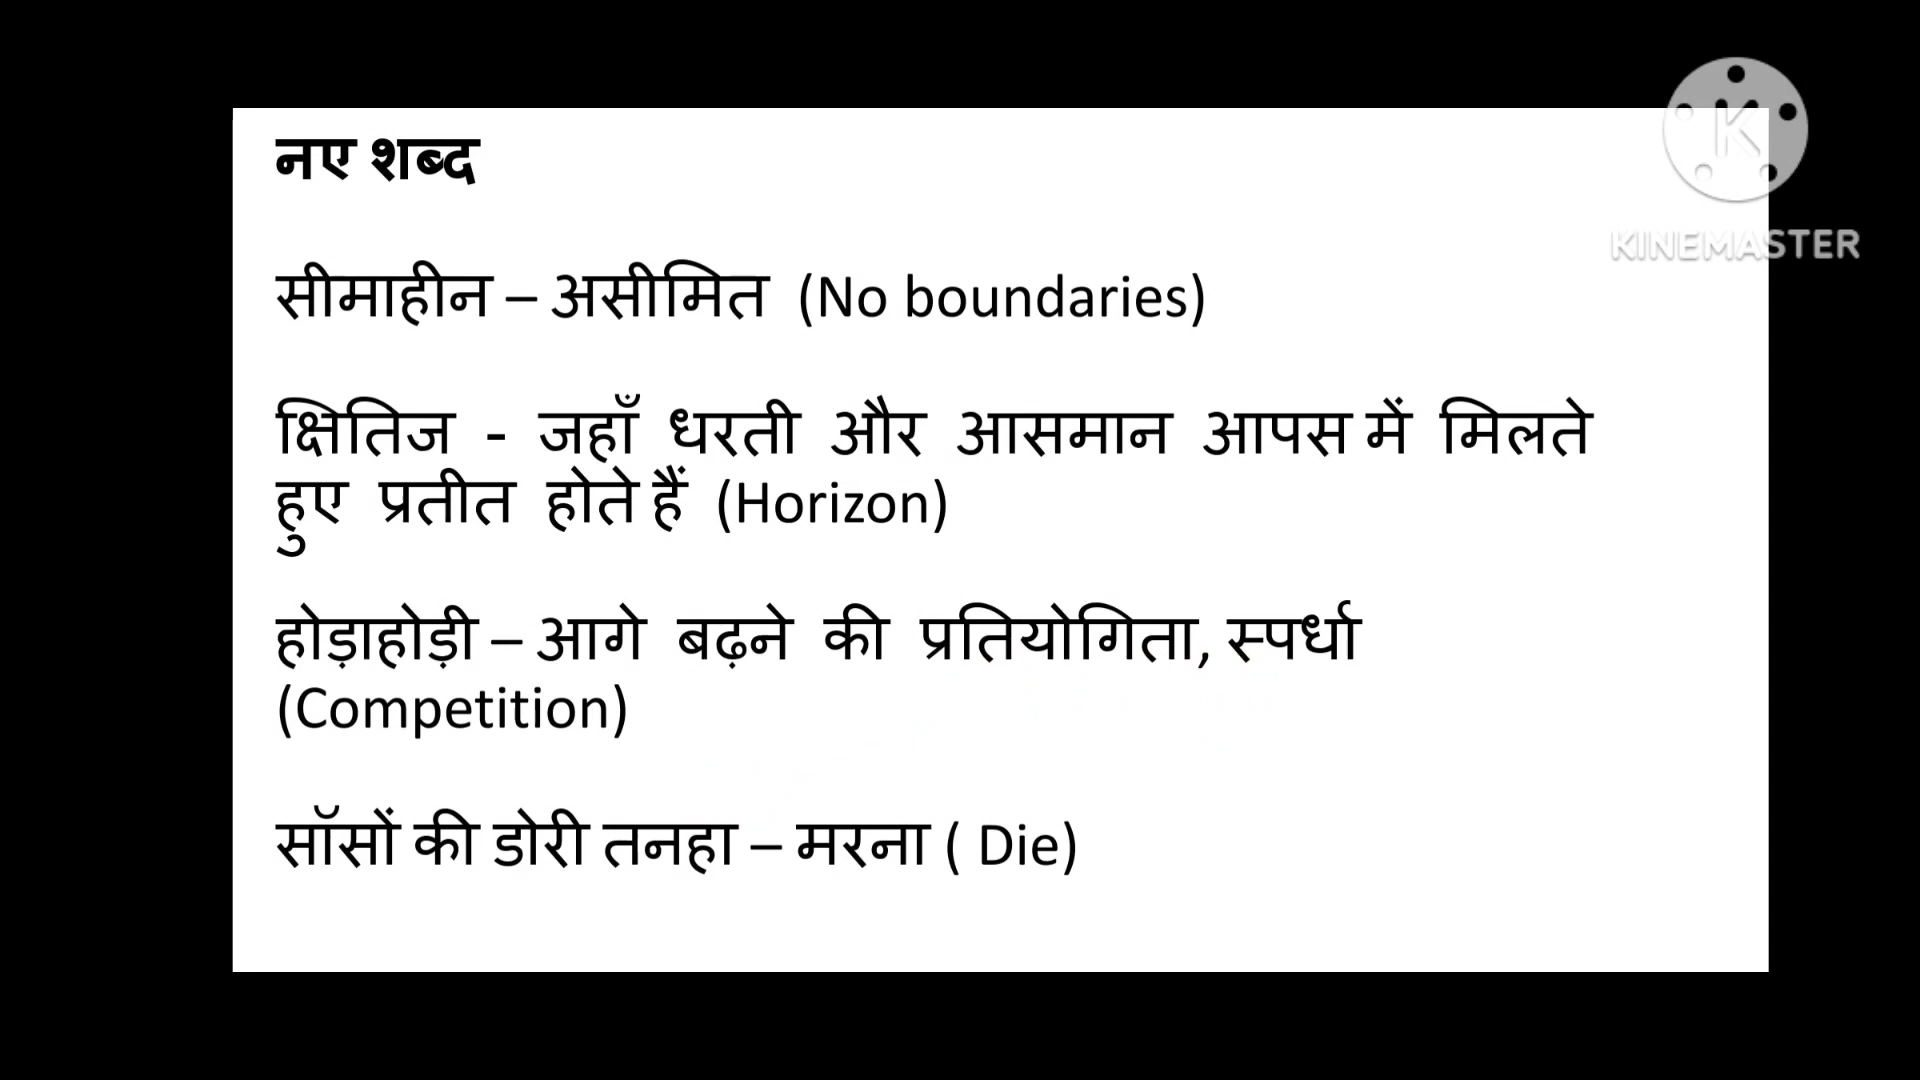 नए शब्द
K
KINEMASTER
सीमाहीन – असीमित (No boundaries)
क्षितिज - जहाँ धरती और आसमान आपस में मिलते
हुए प्रतीत होते हैं (Horizon)
होड़ाहोड़ी – आगे बढ़ने की प्रतियोगिता, स्पर्धा
(Competition)
सॉसों की डोरी तनहा – मरना ( Die)